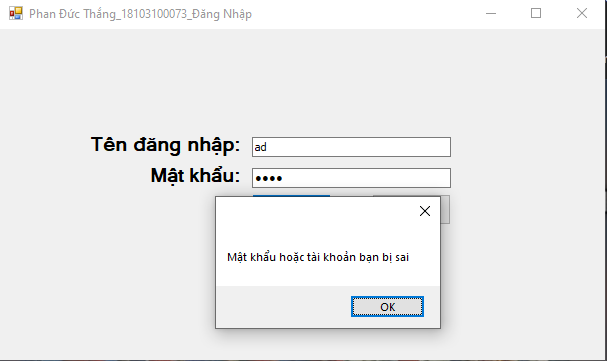 Phan Đức Thắng_18103100073_Đăng Nhập
Tên đăng nhập:
ad
Mật khẩu:
••••
Mật khẩu hoặc tài khoản bạn bị sai
OK